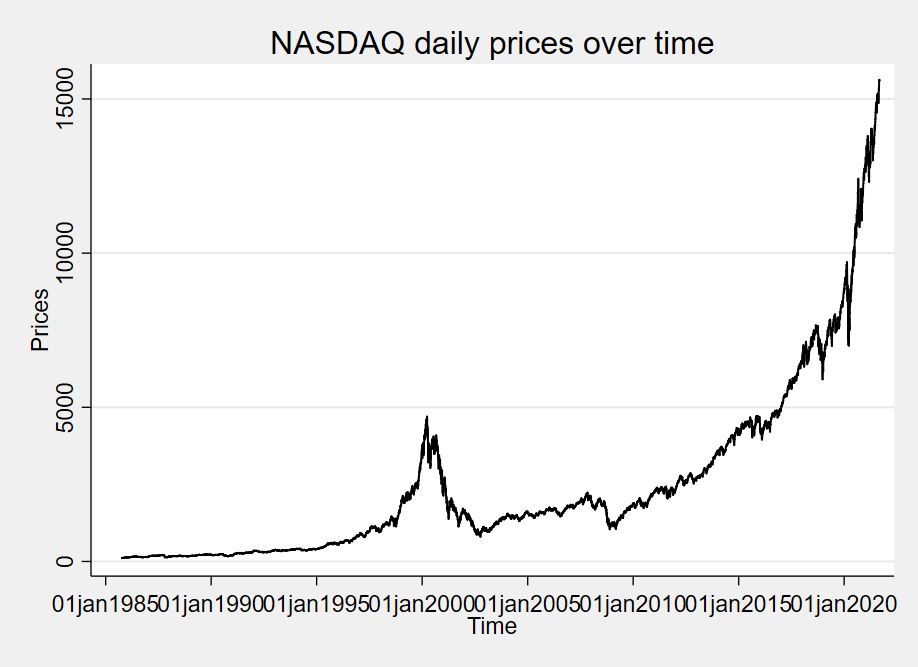 NASDAQ daily prices over time
Prices
15000
10000
5000
0
01jan1985 01jan1990 01jan1995 01jan2000 01jan2005 01jan2010 01jan2015 01jan2020
Time